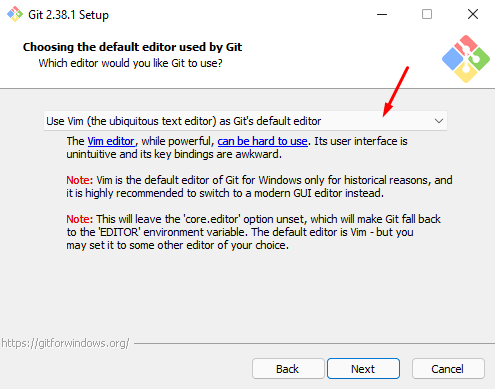 Git 2.38.1 Setup
Choosing the default editor used by Git
Which editor would you like Git to use?
Use Vim (the ubiquitous text editor) as Git's default editor
The Vim editor, while powerful, can be hard to use. Its user interface is
unintuitive and its key bindings are awkward.
Note: Vim is the default editor of Git for Windows only for historical reasons, and
it is highly recommended to switch to a modern GUI editor instead.
Note: This will leave the 'core.editor' option unset, which will make Git fall back
to the 'EDITOR' environment variable. The default editor is Vim - but you
may set it to some other editor of your choice.
https://gitforwindows.org/
Back
Next
Cancel